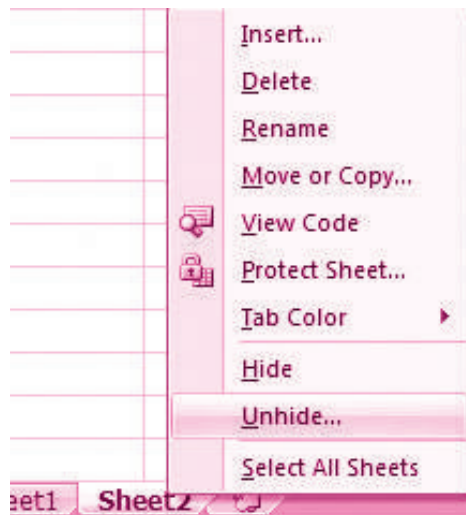 Insert...
Delete
Rename
Move or Copy...
View Code
Protect Sheet...
Tab Color
Hide
Unhide...
Select All Sheets
eet1 Sheet2